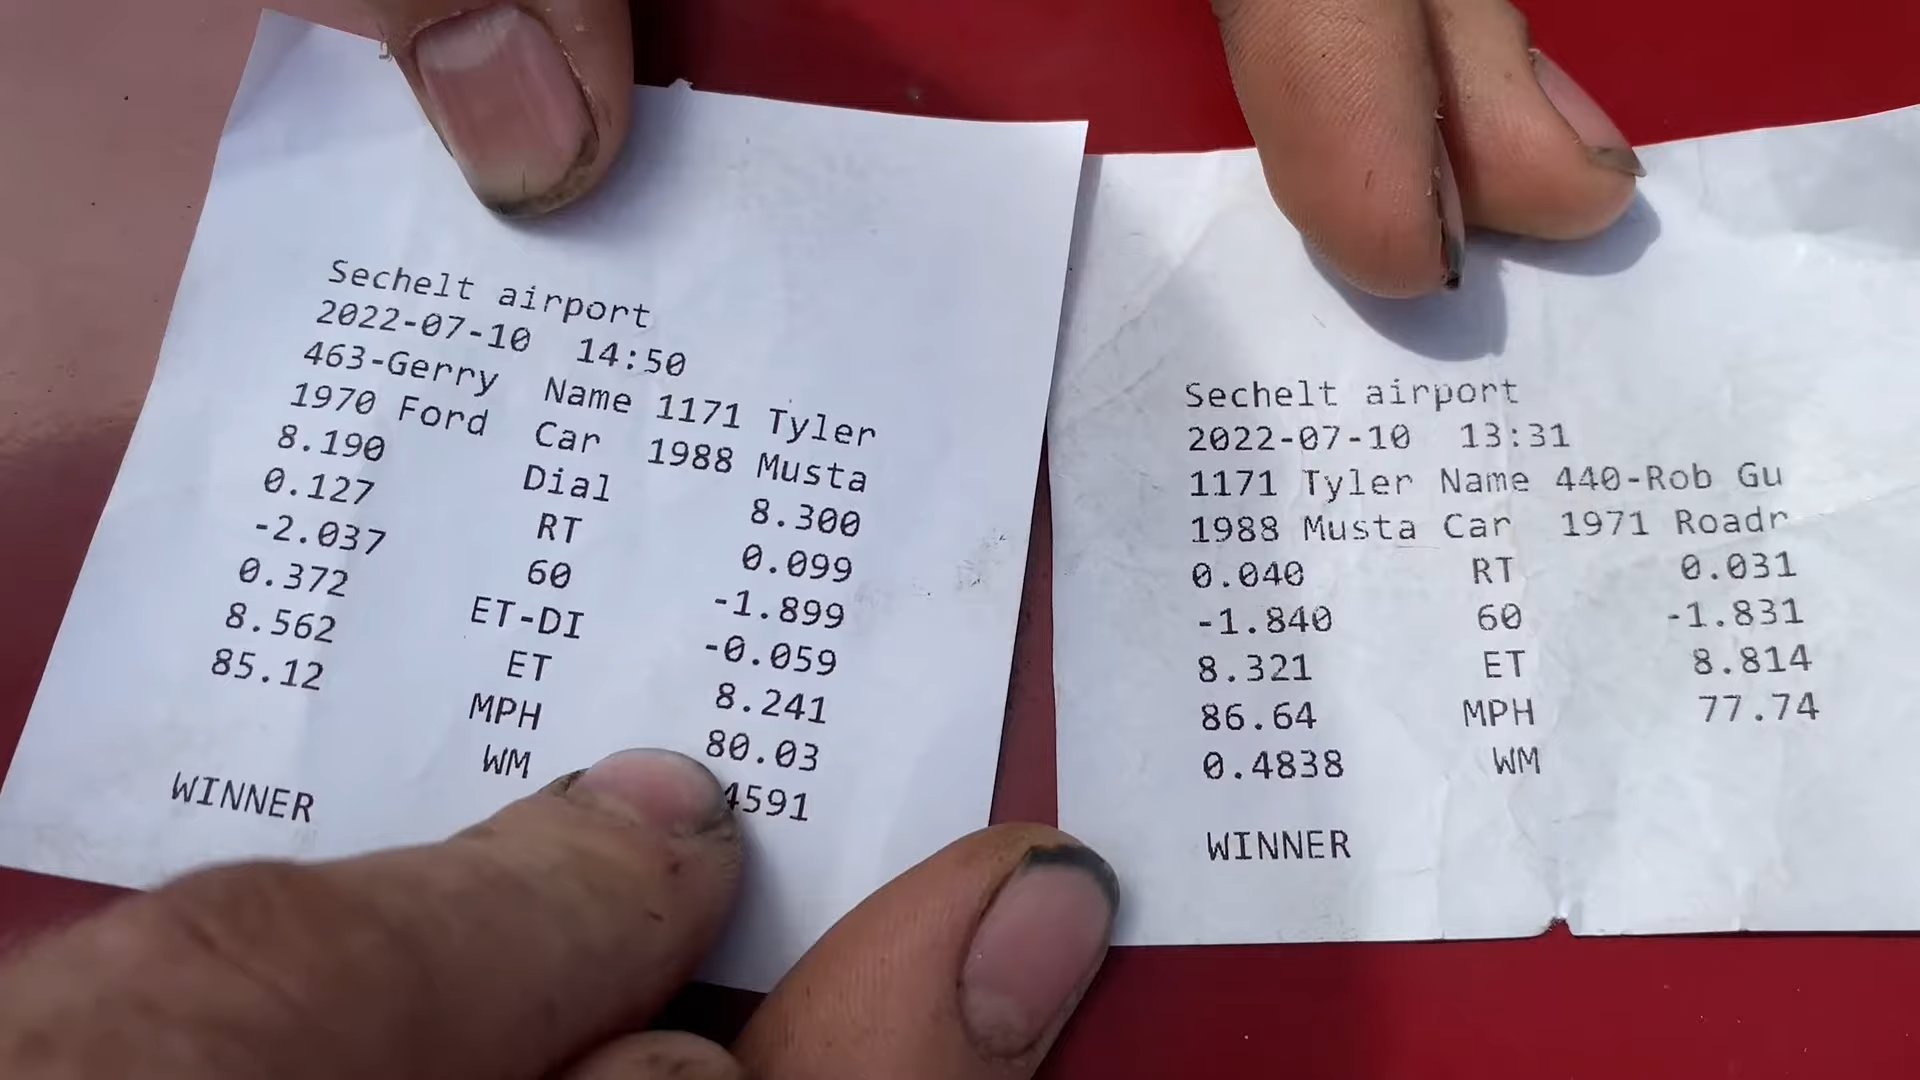 Sechelt airport
2022-07-10 14:50
463-Gerry Name 1171 Tyler
1970 Ford Car 1988 Musta
8.190 Dial 8.300
0.127 RT 0.099
-2.037 60 -1.899
0.372 ET-DI -0.059
8.562 ET 8.241
85.12 MPH 80.03
WM 4591
WINNER
Sechelt airport
2022-07-10 13:31
1171 Tyler Name 440-Rob Gu
1988 Musta Car 1971 Roadr
0.040 RT 0.031
-1.840 60 -1.831
8.321 ET 8.814
86.64 MPH 77.74
0.4838 WM
WINNER